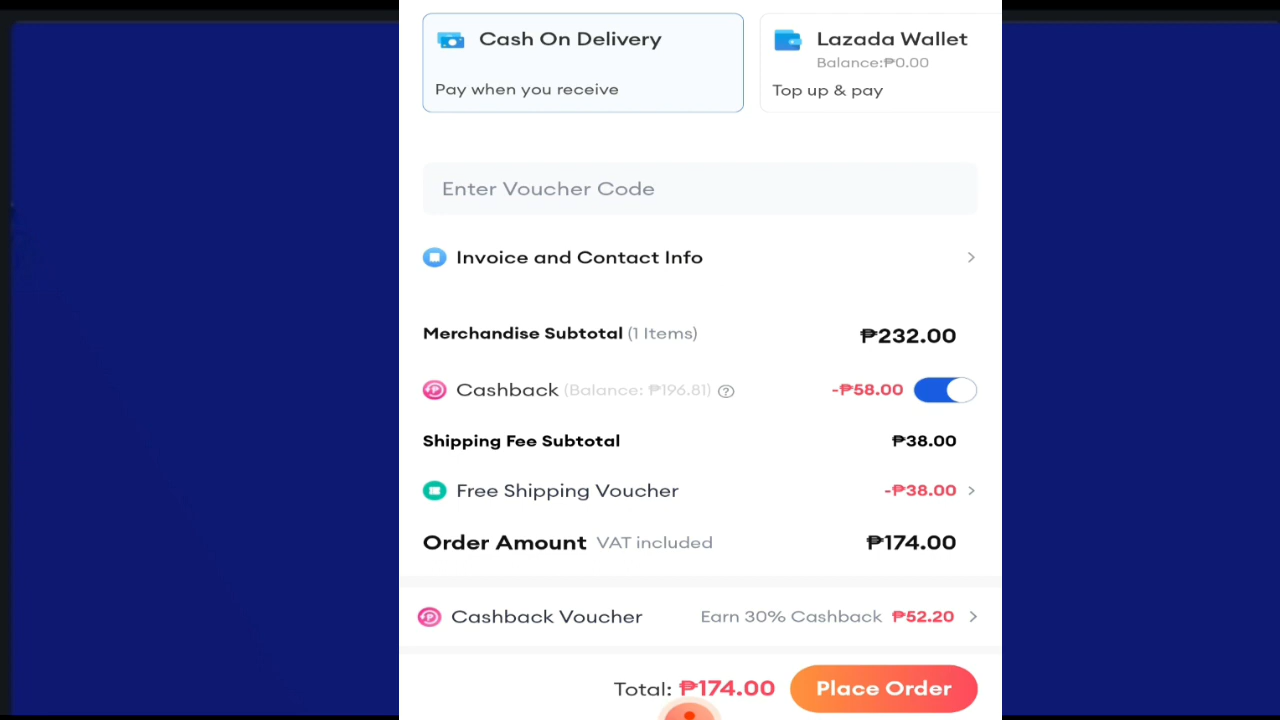 Cash On Delivery
Pay when you receive
Lazada Wallet
Balance:₱0.00
Top up & pay
Enter Voucher Code
Invoice and Contact Info
Merchandise Subtotal (1 Items) ₱232.00
Cashback (Balance: ₱196.81) ? -₱58.00
Shipping Fee Subtotal ₱38.00
Free Shipping Voucher -₱38.00
Order Amount VAT included ₱174.00
Cashback Voucher Earn 30% Cashback ₱52.20
Total: ₱174.00 Place Order